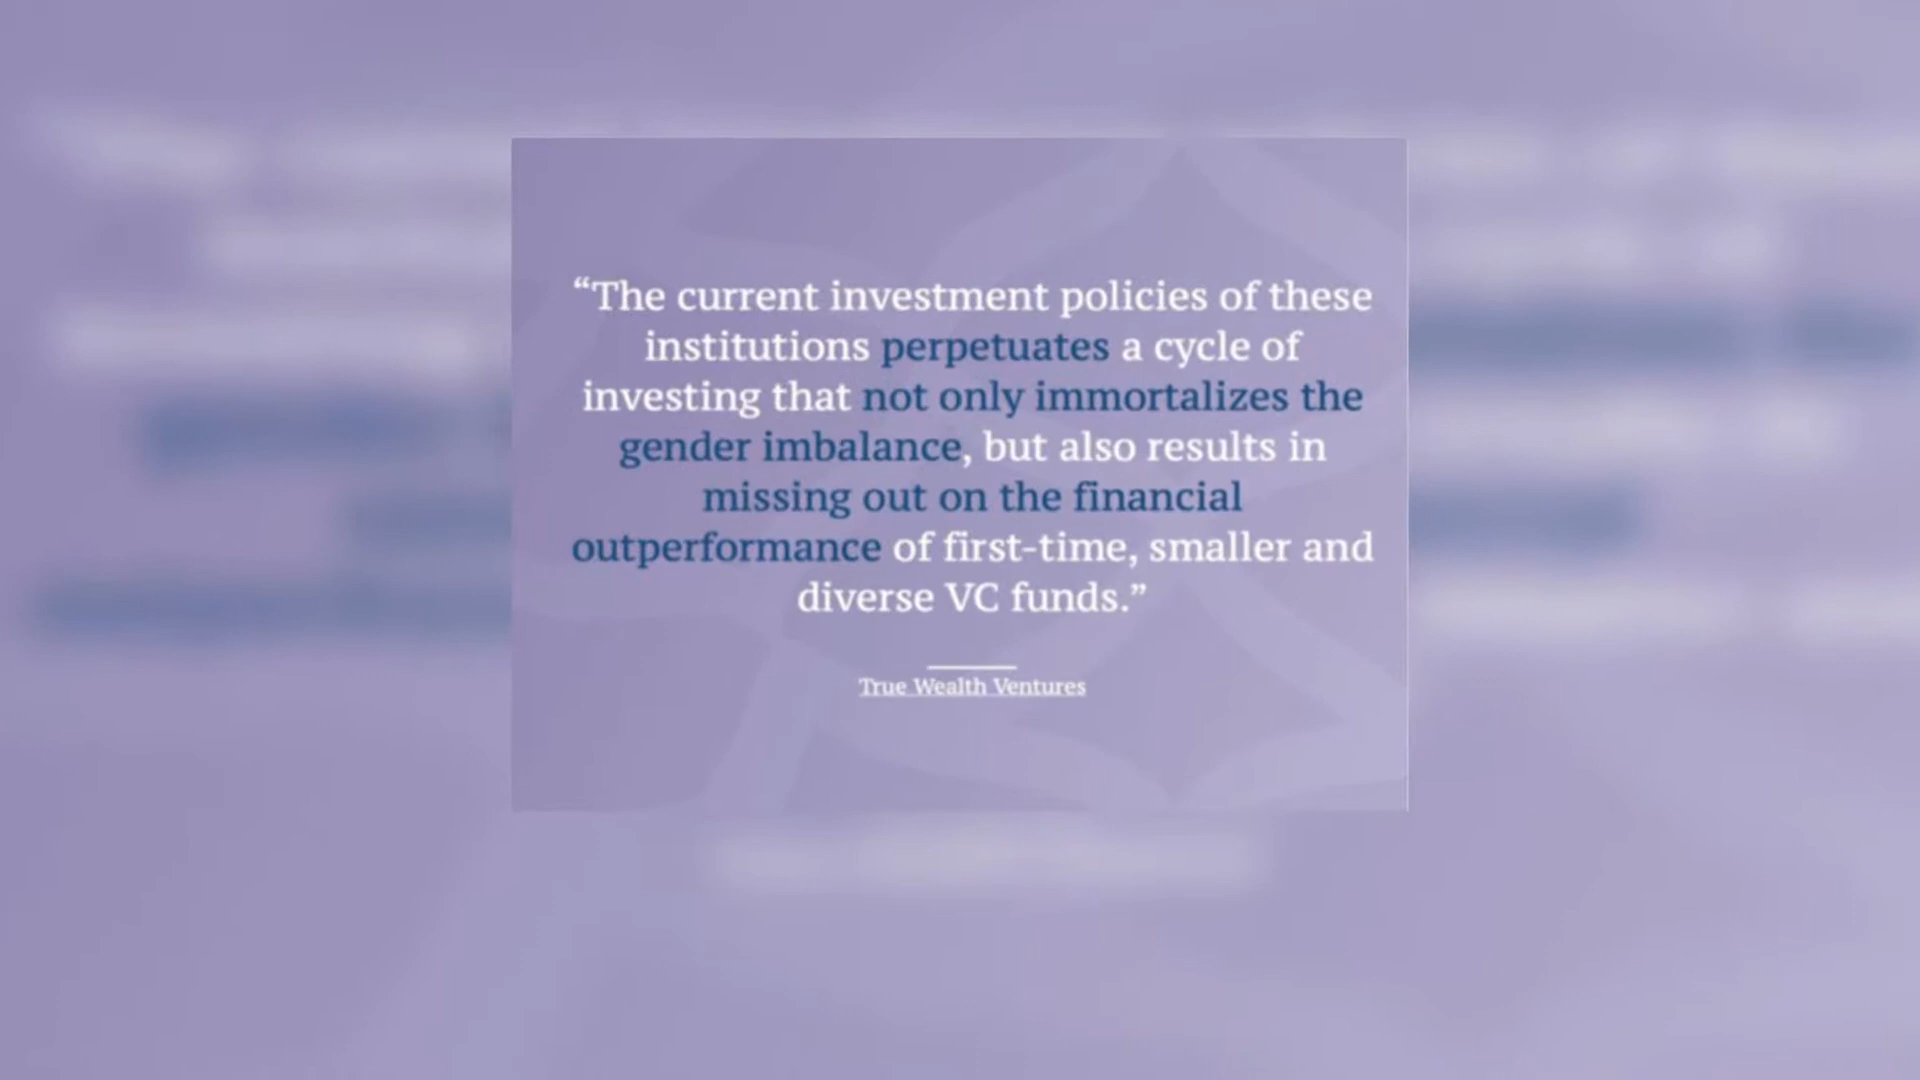 “The current investment policies of these
institutions perpetuates a cycle of
investing that not only immortalizes the
gender imbalance, but also results in
missing out on the financial
outperformance of first-time, smaller and
diverse VC funds.”
True Wealth Ventures